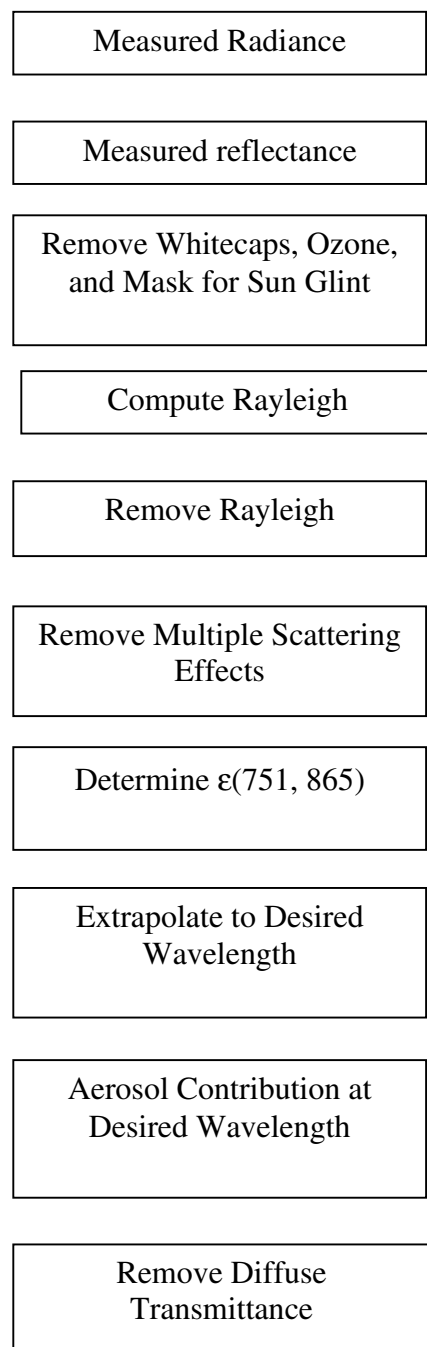 Measured Radiance
Measured reflectance
Remove Whitecaps, Ozone,
and Mask for Sun Glint
Compute Rayleigh
Remove Rayleigh
Remove Multiple Scattering
Effects
Determine ε(751, 865)
Extrapolate to Desired
Wavelength
Aerosol Contribution at
Desired Wavelength
Remove Diffuse
Transmittance